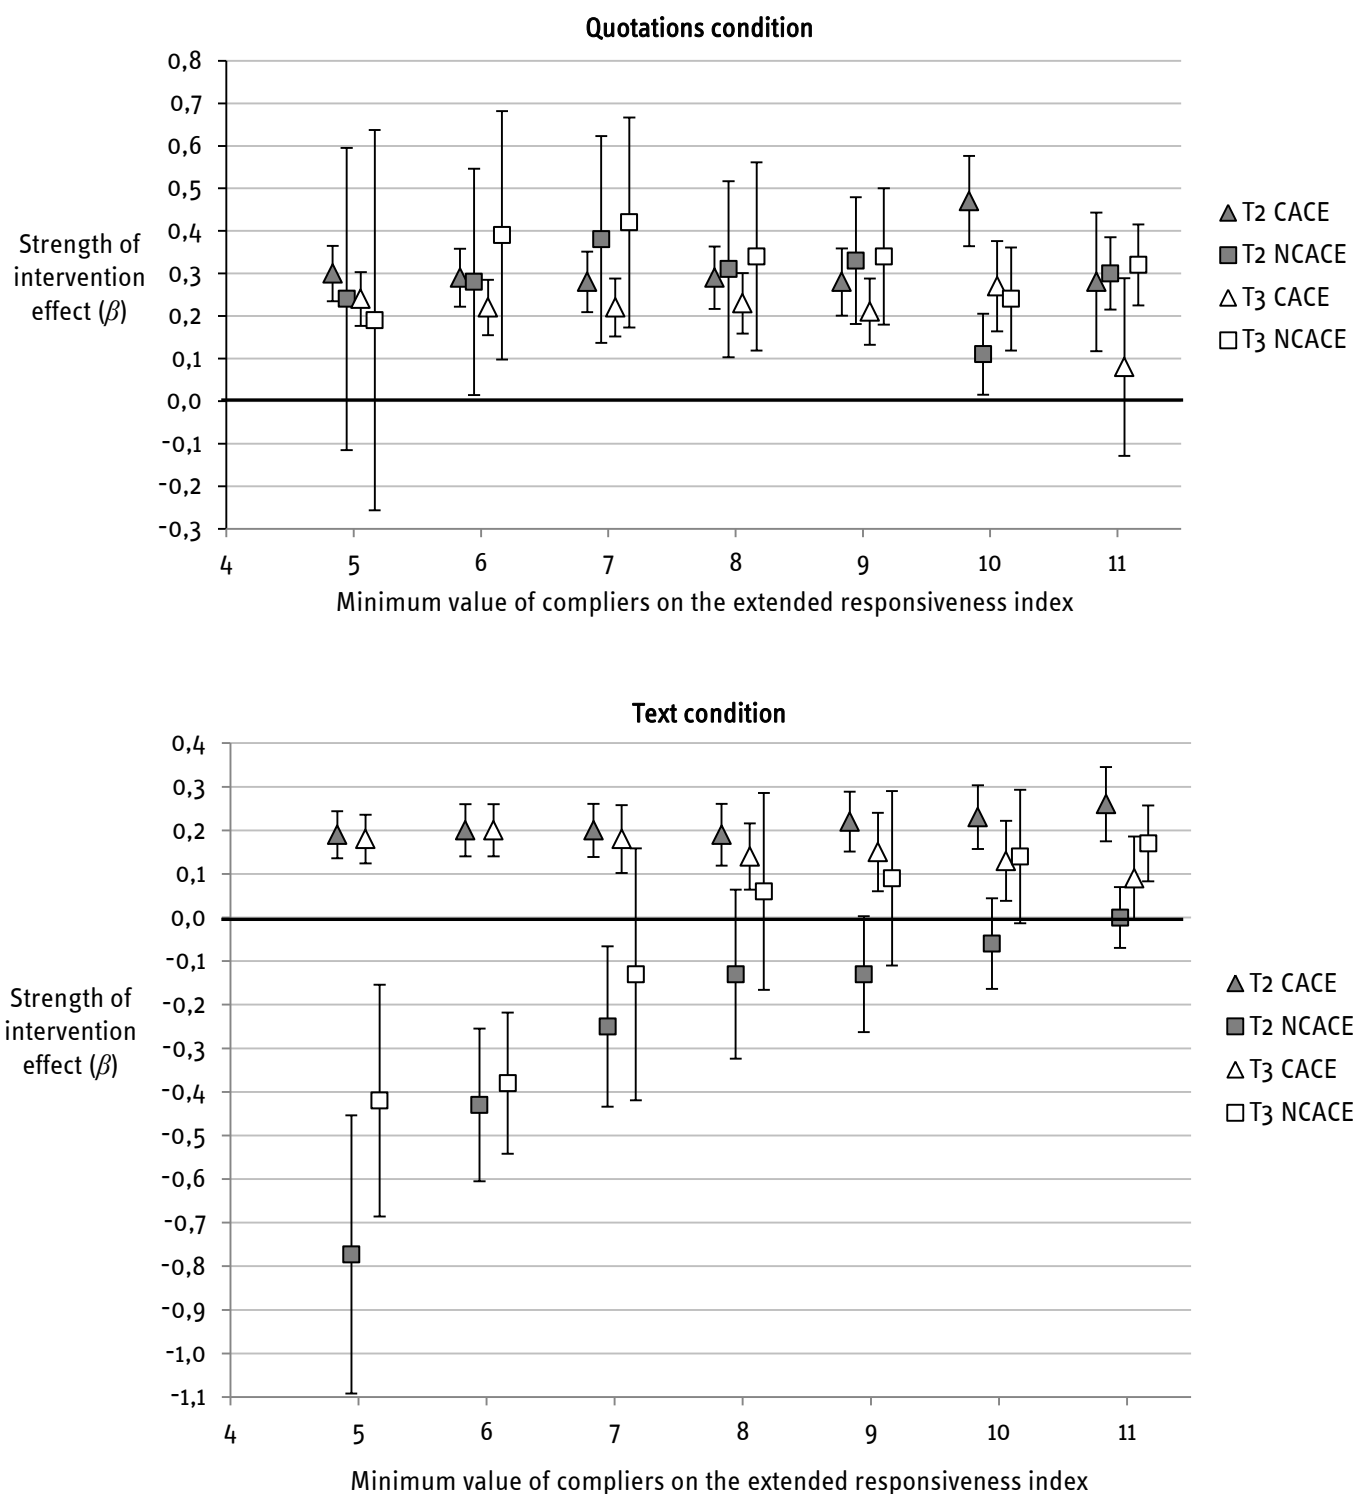 Quotations condition
0,8
0,7
0,6
0,5
0,4
0,3
0,2
0,1
0,0
-0,1
-0,2
-0,3
Strength of
intervention
effect (β)
4 5 6 7 8 9 10 11
Minimum value of compliers on the extended responsiveness index
T2 CACE
T2 NCACE
T3 CACE
T3 NCACE
Text condition
0,4
0,3
0,2
0,1
0,0
-0,1
-0,2
-0,3
-0,4
-0,5
-0,6
-0,7
-0,8
-0,9
-1,0
-1,1
Strength of
intervention
effect (β)
4 5 6 7 8 9 10 11
Minimum value of compliers on the extended responsiveness index
T2 CACE
T2 NCACE
T3 CACE
T3 NCACE